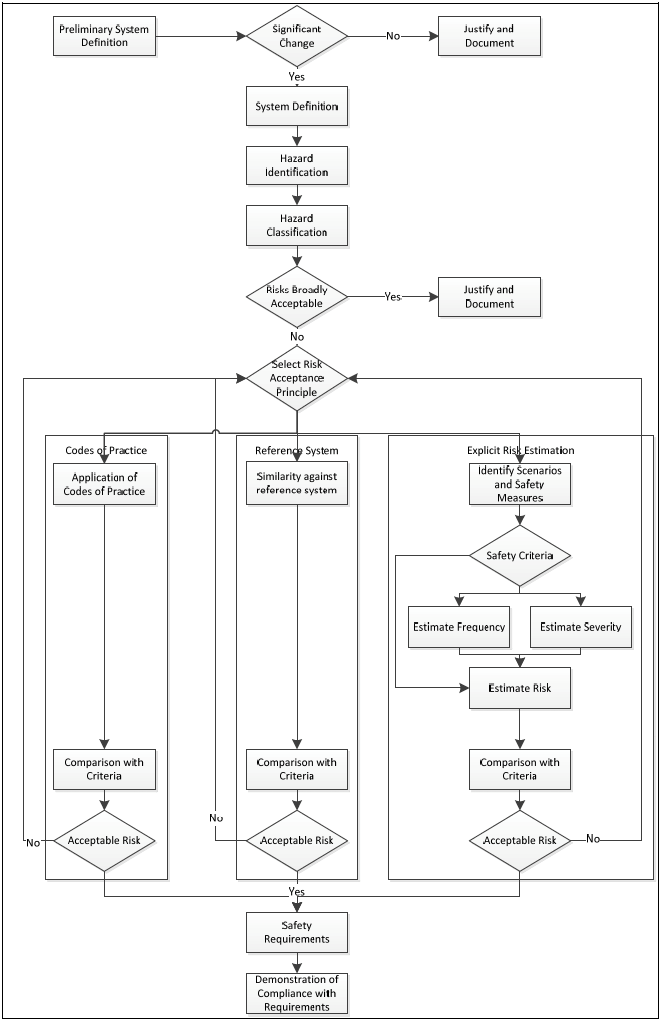 Preliminary System
Definition
Significant
Change
No
Justify and
Document
Yes
System Definition
Hazard
Identification
Hazard
Classification
Risks Broadly
Acceptable
Yes
Justify and
Document
No
Select Risk
Acceptance
Principle
Codes of Practice
Reference System
Explicit Risk Estimation
Application of
Codes of Practice
Similarity against
reference system
Identify Scenarios
and Safety
Measures
Safety Criteria
Estimate Frequency
Estimate Severity
Estimate Risk
Comparison with
Criteria
Comparison with
Criteria
Comparison with
Criteria
No
Acceptable Risk
No
Acceptable Risk
Acceptable Risk
No
Yes
Safety
Requirements
Demonstration of
Compliance with
Requirements